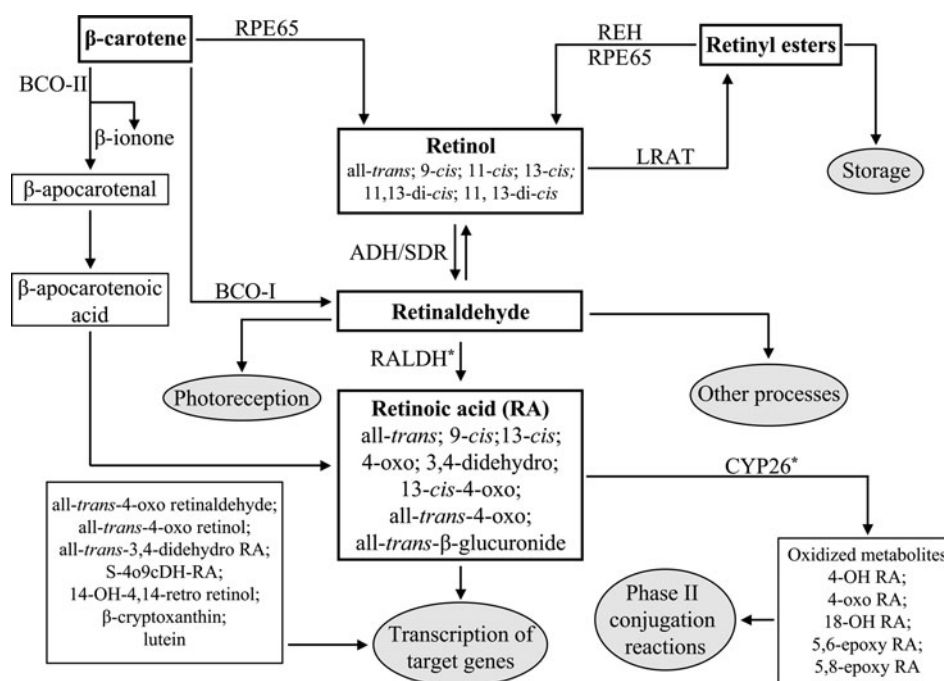 β-carotene
RPE65
REH
RPE65
Retinyl esters
BCO-II
β-ionone
Retinol
all-trans; 9-cis; 11-cis; 13-cis;
11,13-di-cis; 11, 13-di-cis
LRAT
Storage
β-apocarotenal
ADH/SDR
β-apocarotenoic
acid
BCO-I
Retinaldehyde
RALDH*
Photoreception
Other processes
Retinoic acid (RA)
all-trans; 9-cis;13-cis;
4-oxo; 3,4-didehydro;
13-cis-4-oxo;
all-trans-4-oxo;
all-trans-β-glucuronide
CYP26*
all-trans-4-oxo retinaldehyde;
all-trans-4-oxo retinol;
all-trans-3,4-didehydro RA;
S-4o9cDH-RA;
14-OH-4,14-retro retinol;
β-cryptoxanthin;
lutein
Transcription of
target genes
Phase II
conjugation
reactions
Oxidized metabolites
4-OH RA;
4-oxo RA;
18-OH RA;
5,6-epoxy RA;
5,8-epoxy RA